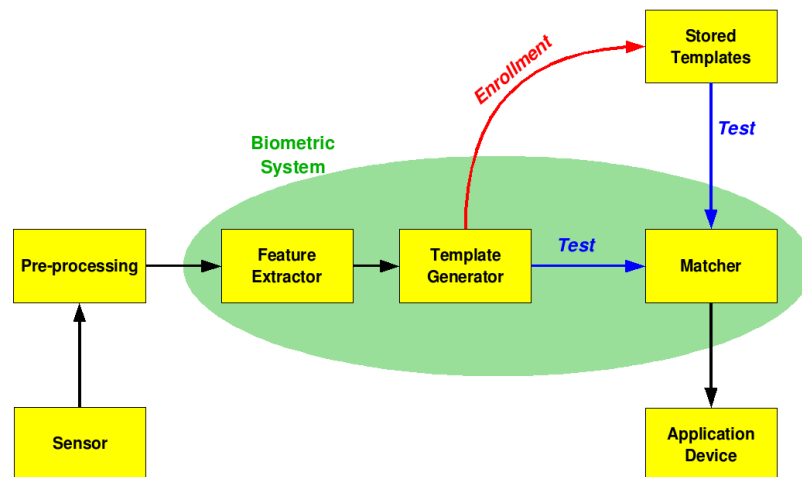 Stored
Templates
Enrollment
Test
Biometric
System
Pre-processing
Feature
Extractor
Template
Generator
Test
Matcher
Sensor
Application
Device